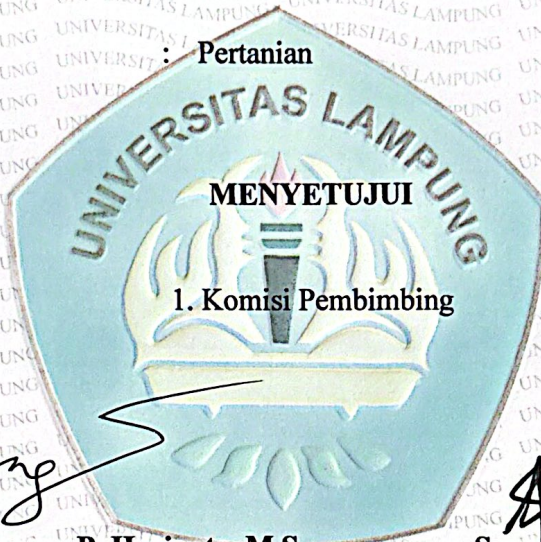 : Pertanian
UNIVERSITAS LAMPUNG
MENYETUJUI
1. Komisi Pembimbing